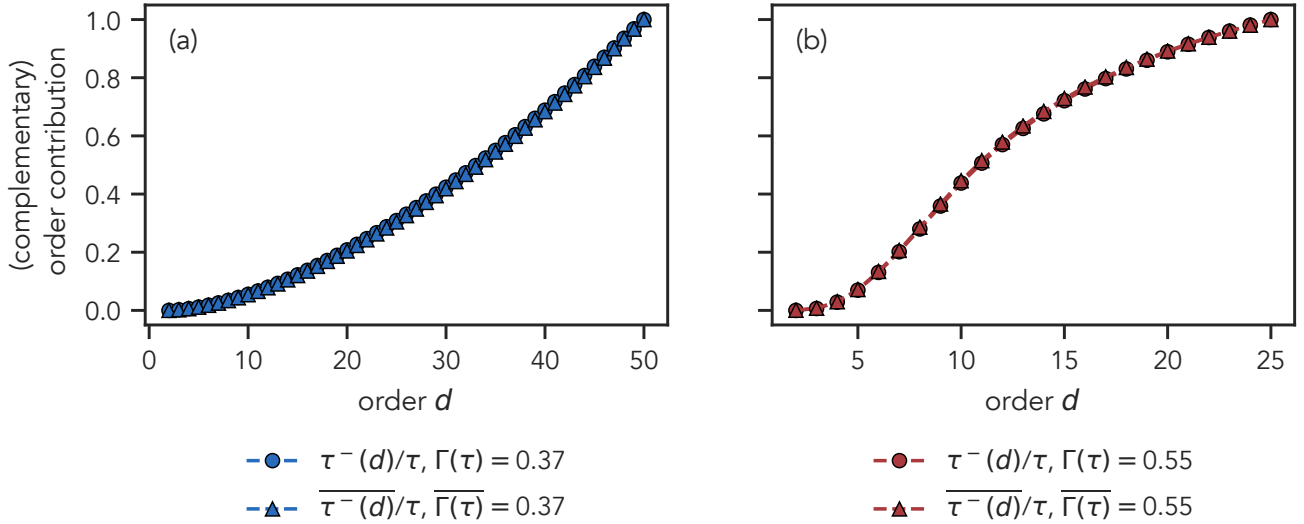 (complementary)
order contribution
1.0
0.8
0.6
0.4
0.2
0.0
(a)
0 10 20 30 40 50
order d
τ⁻(d)/τ, Γ(τ) = 0.37
τ̅⁻̅(̅d̅)̅/τ, Γ̅(̅τ̅)̅ = 0.37
(b)
5 10 15 20 25
order d
τ⁻(d)/τ, Γ(τ) = 0.55
τ̅⁻̅(̅d̅)̅/τ, Γ̅(̅τ̅)̅ = 0.55